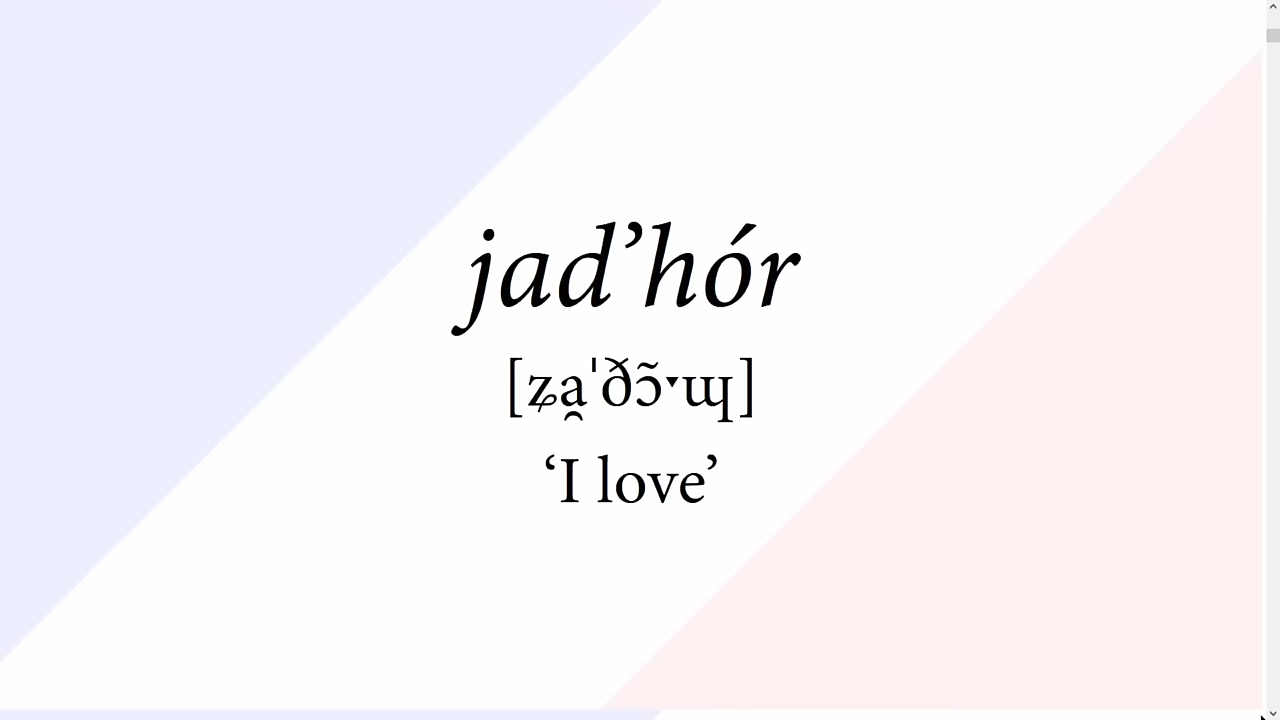 jad’hór
[ʑa̯ˈðɔ̃ˑɰ]
‘I love’